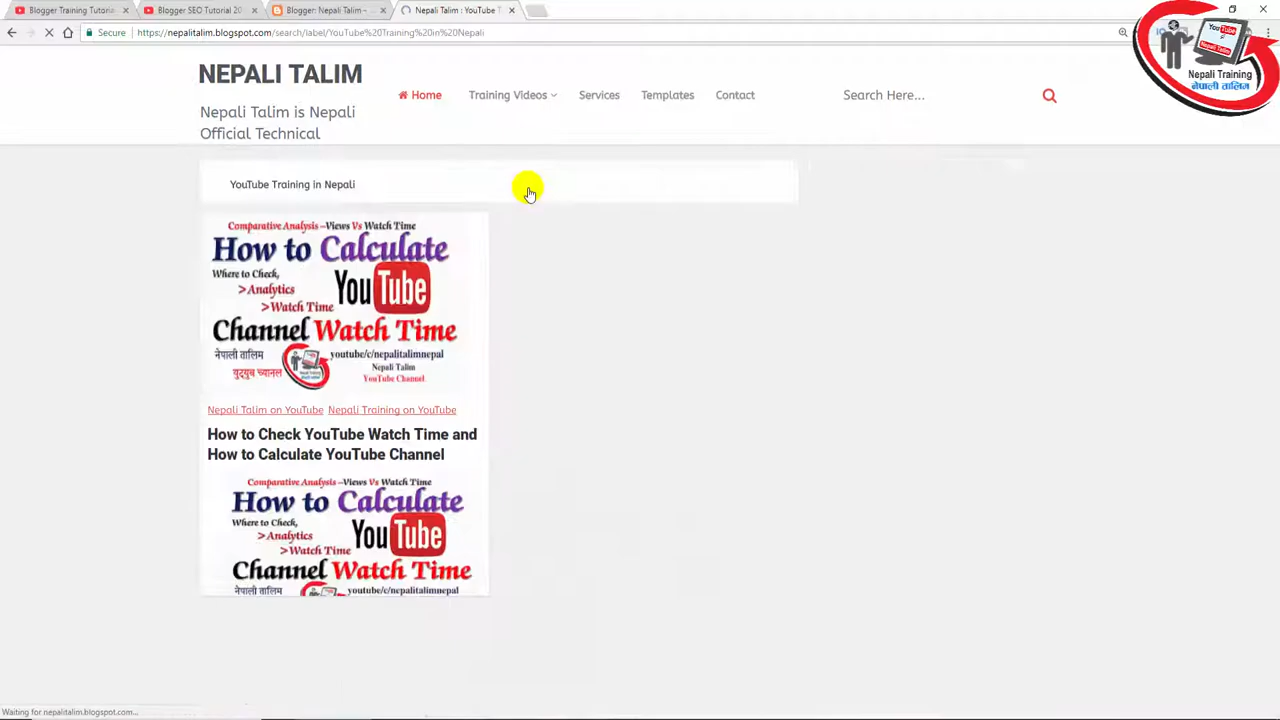 Blogger Training Tutoria
Blogger SEO Tutorial 20
Blogger: Nepali Talim -
Nepali Talim : YouTube T
Secure
https://nepalitalim.blogspot.com/search/label/YouTube%20Training%20in%20Nepali
YouTube
Nepali Talim
Nepali Training
नेपाली तालिम
NEPALI TALIM
Nepali Talim is Nepali
Official Technical
Home
Training Videos
Services
Templates
Contact
Search Here...
YouTube Training in Nepali
Comparative Analysis –Views Vs Watch Time
How to Calculate
Where to Check,
>Analytics
>Watch Time
YouTube
Channel Watch Time
नेपाली तालिम
युट्युब च्यानल
youtube/c/nepalitalimnepal
Nepali Talim
YouTube Channel
Nepali Talim on YouTube Nepali Training on YouTube
How to Check YouTube Watch Time and
How to Calculate YouTube Channel
Comparative Analysis –Views Vs Watch Time
How to Calculate
Where to Check,
>Analytics
>Watch Time
YouTube
Channel Watch Time
नेपाली तालिम
youtube/c/nepalitalimnepal
Waiting for nepalitalim.blogspot.com...